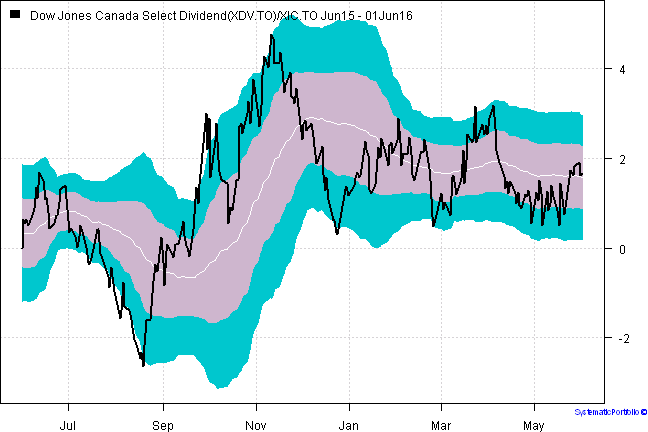 Dow Jones Canada Select Dividend(XDV.TO)/XIC.TO Jun15 - 01Jun16
4
2
0
-2
Jul Sep Nov Jan Mar May
SystematicPortfolio ©